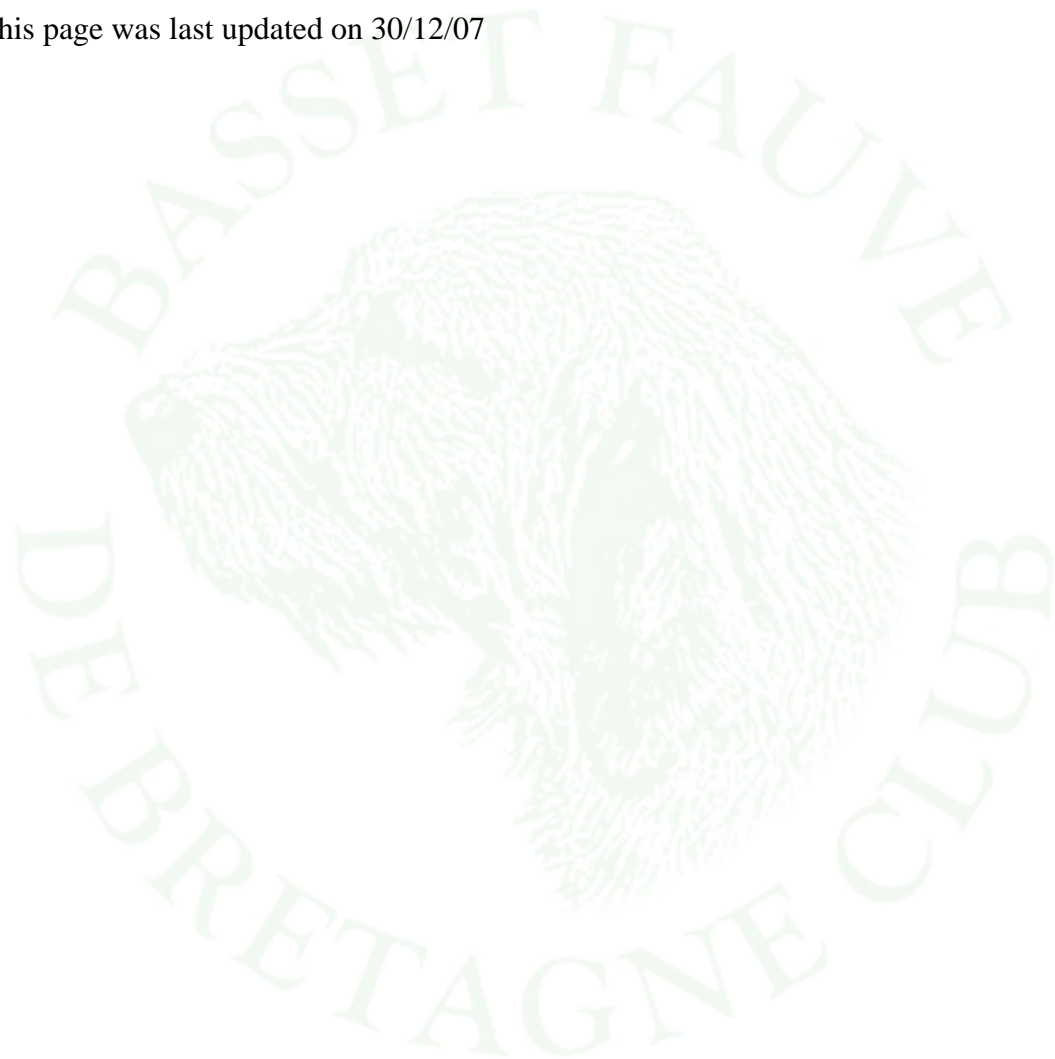 his page was last updated on 30/12/07
BASSET FAUVE
DE BRETAGNE CLUB